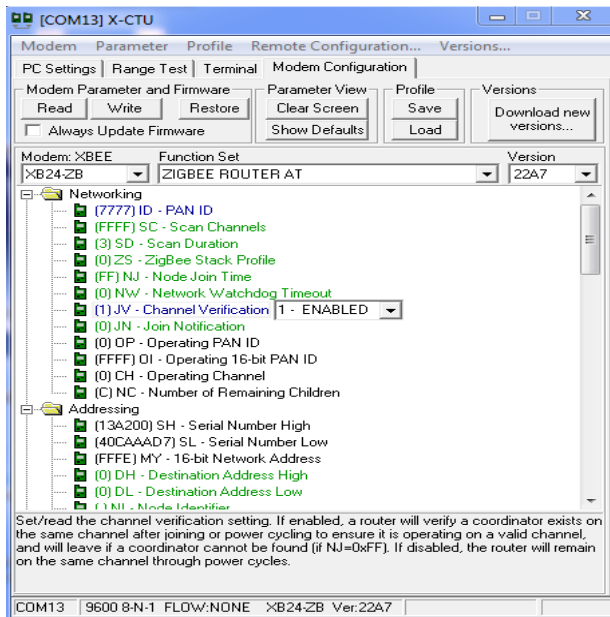 [COM13] X-CTU
Modem Parameter Profile Remote Configuration... Versions...
PC Settings Range Test Terminal Modem Configuration
Modem Parameter and Firmware Parameter View Profile Versions
Read Write Restore Clear Screen Save Download new versions...
Always Update Firmware Show Defaults Load
Modem: XBEE Function Set Version
XB24-ZB ZIGBEE ROUTER AT 22A7
Networking
(7777) ID - PAN ID
(FFFF) SC - Scan Channels
(3) SD - Scan Duration
(0) ZS - ZigBee Stack Profile
(FF) NJ - Node Join Time
(0) NW - Network Watchdog Timeout
(1) JV - Channel Verification 1 - ENABLED
(0) JN - Join Notification
(0) OP - Operating PAN ID
(FFFF) OI - Operating 16-bit PAN ID
(0) CH - Operating Channel
(C) NC - Number of Remaining Children
Addressing
(13A200) SH - Serial Number High
(40CAAAD7) SL - Serial Number Low
(FFFE) MY - 16-bit Network Address
(0) DH - Destination Address High
(0) DL - Destination Address Low
( ) NI - Node Identifier
Set/read the channel verification setting. If enabled, a router will verify a coordinator exists on
the same channel after joining or power cycling to ensure it is operating on a valid channel,
and will leave if a coordinator cannot be found (if NJ=0xFF). If disabled, the router will remain
on the same channel through power cycles.
COM13 9600 8-N-1 FLOW:NONE XB24-ZB Ver:22A7